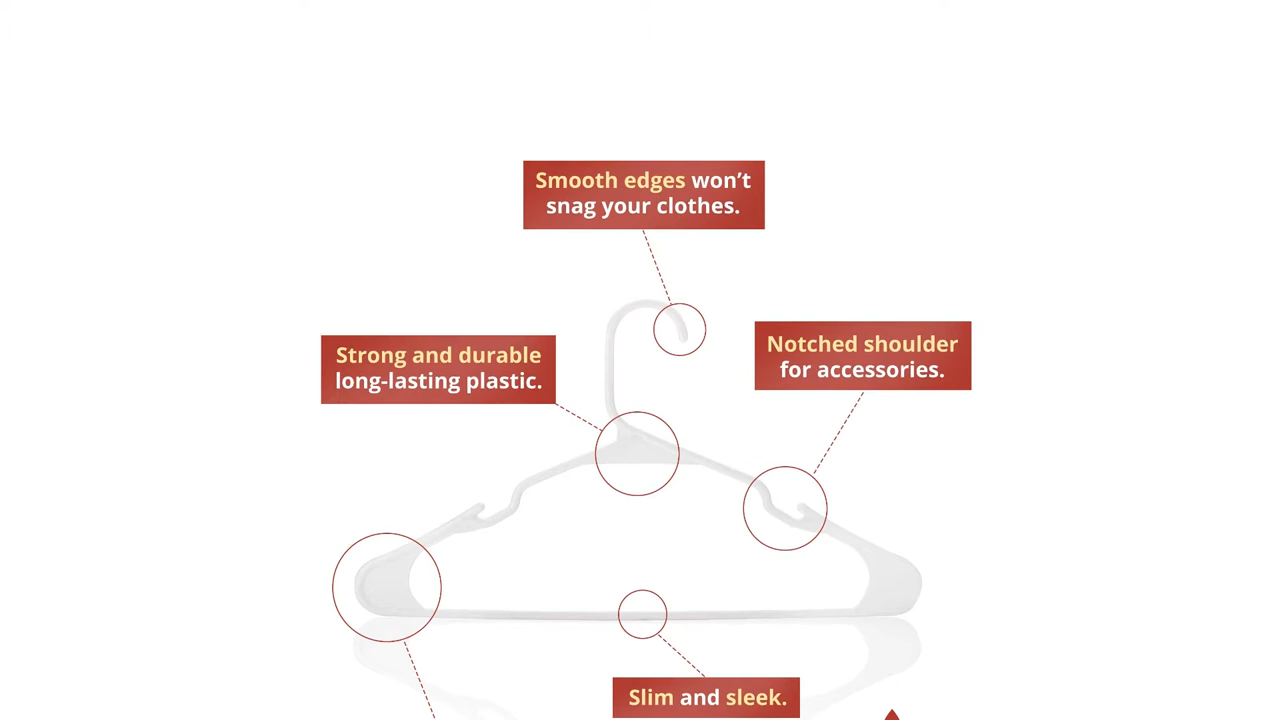 Smooth edges won’t
snag your clothes.
Strong and durable
long-lasting plastic.
Notched shoulder
for accessories.
Slim and sleek.